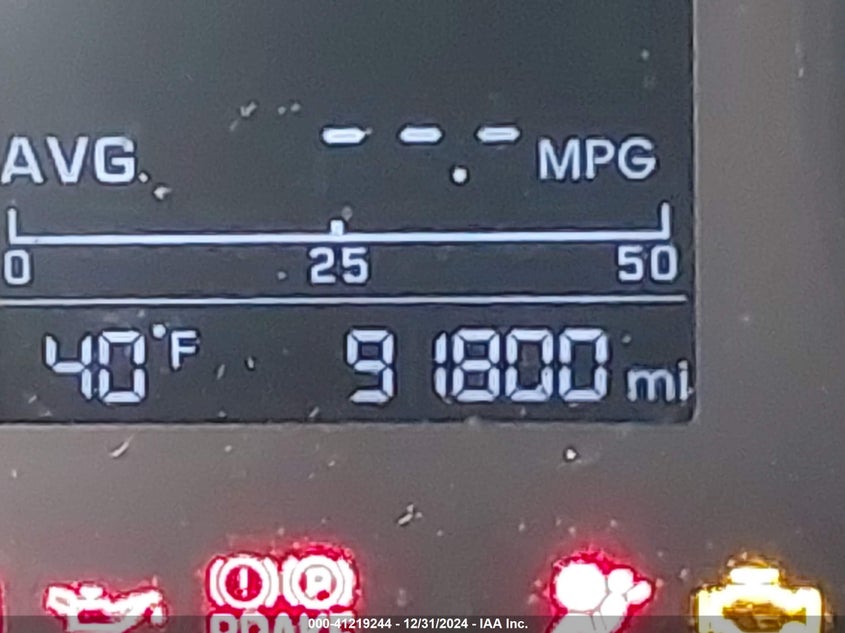 AVG. --.- MPG
0 25 50
40°F 91800 mi
(!) (P)
BRAKE
000-41219244 - 12/31/2024 - IAA Inc.